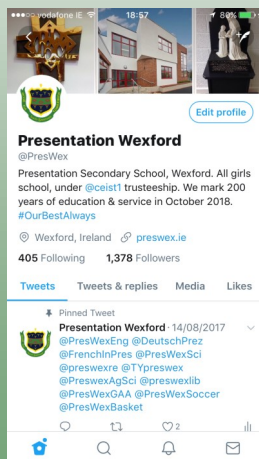 vodafone IE 18:57 80%
Edit profile
Presentation Wexford
@PresWex
Presentation Secondary School, Wexford. All girls
school, under @ceist1 trusteeship. We mark 200
years of education & service in October 2018.
#OurBestAlways
Wexford, Ireland preswex.ie
405 Following 1,378 Followers
Tweets Tweets & replies Media Likes
Pinned Tweet
Presentation Wexford · 14/08/2017
@PresWexEng @DeutschPrez
@FrenchInPres @PresWexSci
@preswexre @TYpreswex
@PreswexAgSci @preswexlib
@PresWexGAA @PresWexSoccer
@PresWexBasket
2